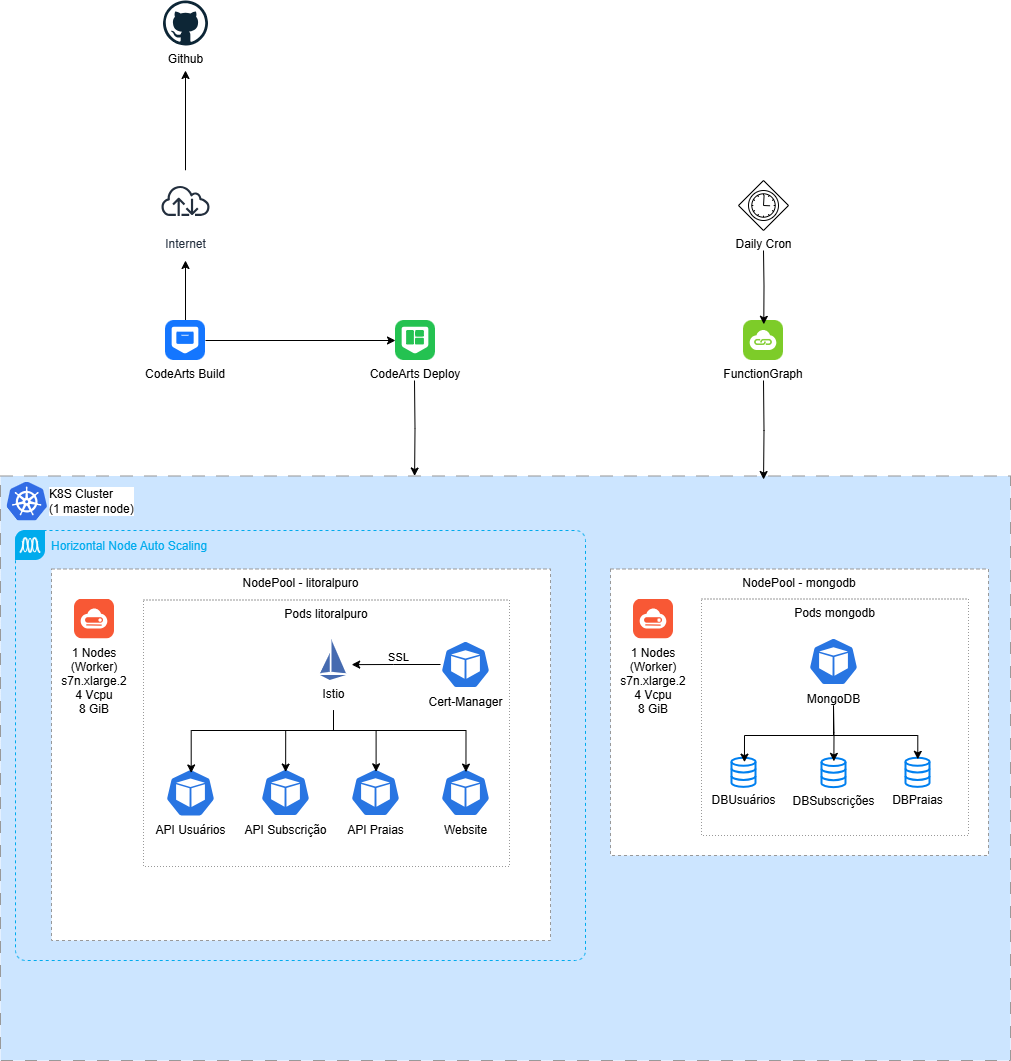 Github
Internet
Daily Cron
CodeArts Build
CodeArts Deploy
FunctionGraph
K8S Cluster
(1 master node)
Horizontal Node Auto Scaling
NodePool - litoralpuro
1 Nodes
(Worker)
s7n.xlarge.2
4 Vcpu
8 GiB
Pods litoralpuro
Istio
SSL
Cert-Manager
API Usuários
API Subscrição
API Praias
Website
NodePool - mongodb
1 Nodes
(Worker)
s7n.xlarge.2
4 Vcpu
8 GiB
Pods mongodb
MongoDB
DBUsuários
DBSubscrições
DBPraias